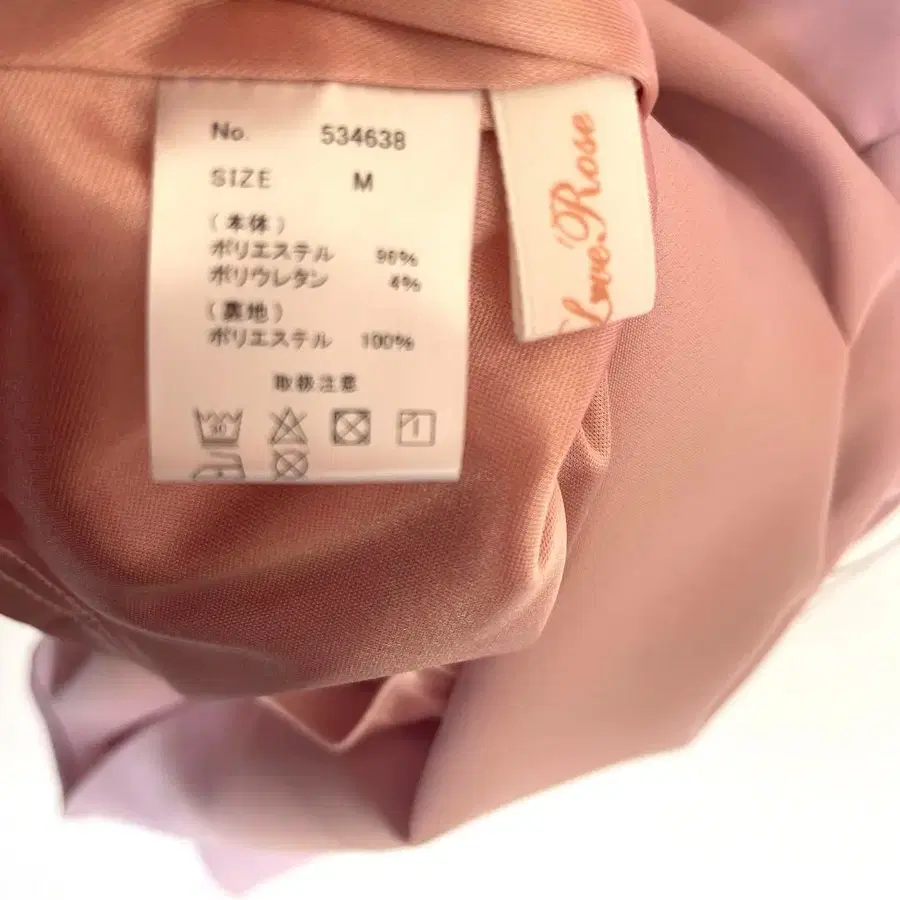 No. 534638
SIZE M
(本体)
ポリエステル 96%
ポリウレタン 4%
(裏地)
ポリエステル 100%
取扱注意
30
Love Rose